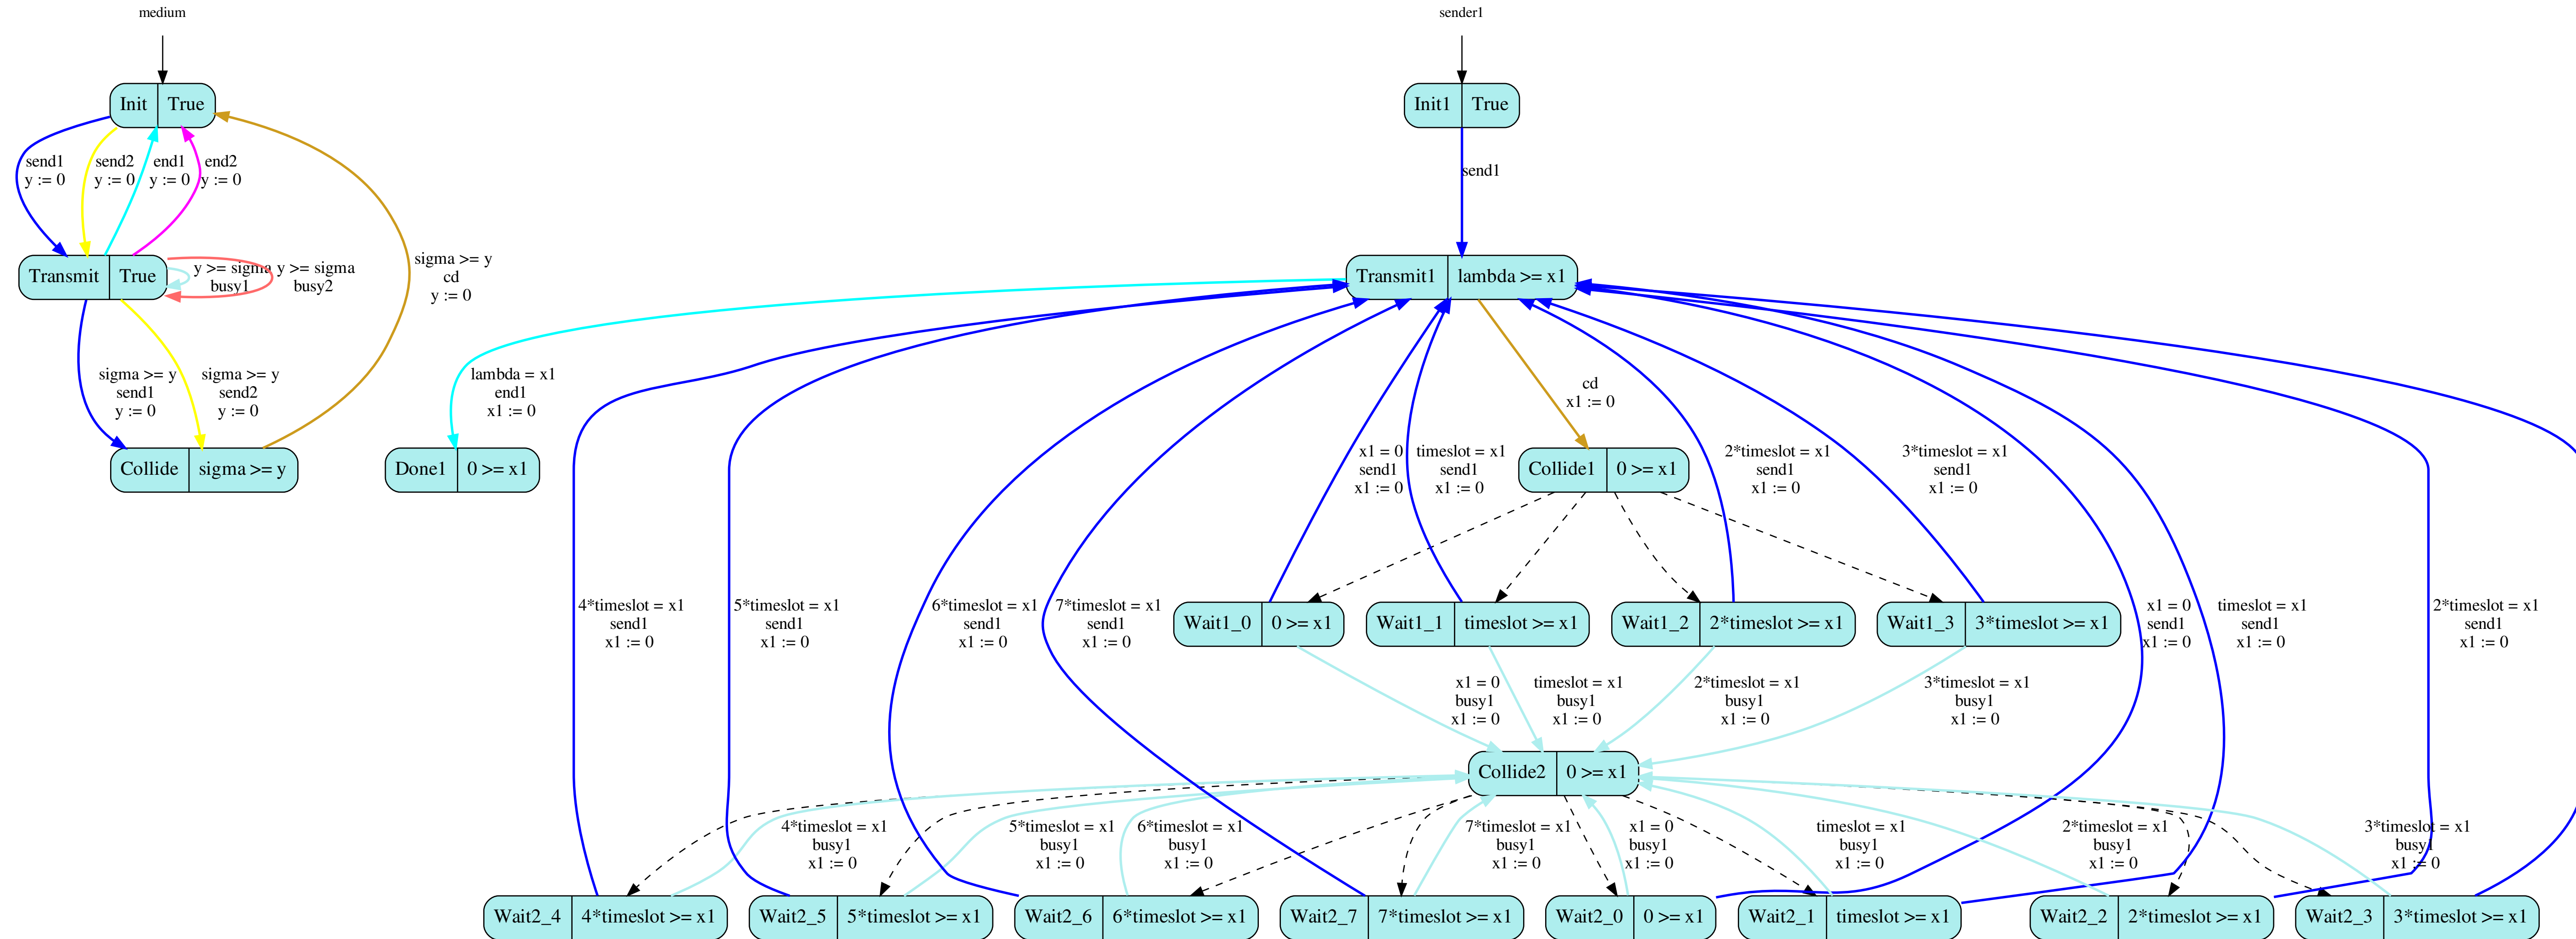 medium
sender1
Init
True
Init1
True
send1
y := 0
send2
y := 0
end1
y := 0
end2
y := 0
send1
Transmit
True
y >= sigma
busy1
y >= sigma
busy2
sigma >= y
cd
y := 0
Transmit1
lambda >= x1
sigma >= y
send1
y := 0
sigma >= y
send2
y := 0
lambda = x1
end1
x1 := 0
cd
x1 := 0
Collide
sigma >= y
Done1
0 >= x1
x1 = 0
send1
x1 := 0
timeslot = x1
send1
x1 := 0
Collide1
0 >= x1
2*timeslot = x1
send1
x1 := 0
3*timeslot = x1
send1
x1 := 0
4*timeslot = x1
send1
x1 := 0
5*timeslot = x1
send1
x1 := 0
6*timeslot = x1
send1
x1 := 0
7*timeslot = x1
send1
x1 := 0
Wait1_0
0 >= x1
Wait1_1
timeslot >= x1
Wait1_2
2*timeslot >= x1
Wait1_3
3*timeslot >= x1
x1 = 0
send1
x1 := 0
timeslot = x1
send1
x1 := 0
2*timeslot = x1
send1
x1 := 0
x1 = 0
busy1
x1 := 0
timeslot = x1
busy1
x1 := 0
2*timeslot = x1
busy1
x1 := 0
3*timeslot = x1
busy1
x1 := 0
Collide2
0 >= x1
4*timeslot = x1
busy1
x1 := 0
5*timeslot = x1
busy1
x1 := 0
6*timeslot = x1
busy1
x1 := 0
7*timeslot = x1
busy1
x1 := 0
x1 = 0
busy1
x1 := 0
timeslot = x1
busy1
x1 := 0
2*timeslot = x1
busy1
x1 := 0
3*timeslot = x1
busy1
x1 := 0
Wait2_4
4*timeslot >= x1
Wait2_5
5*timeslot >= x1
Wait2_6
6*timeslot >= x1
Wait2_7
7*timeslot >= x1
Wait2_0
0 >= x1
Wait2_1
timeslot >= x1
Wait2_2
2*timeslot >= x1
Wait2_3
3*timeslot >= x1